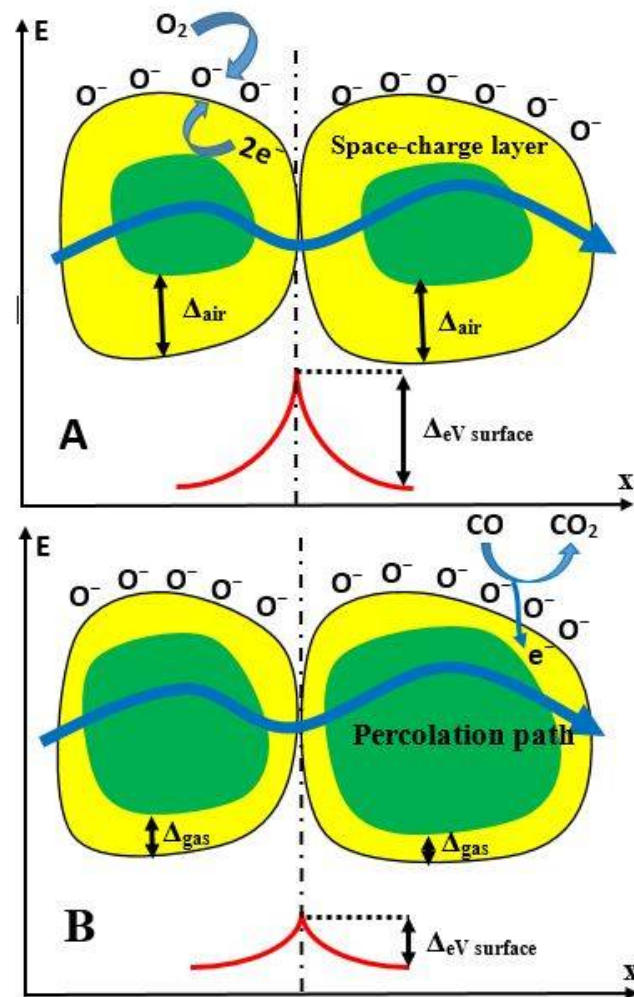 E
O₂
O⁻ O⁻ O⁻ O⁻ O⁻ O⁻ O⁻ O⁻ O⁻ O⁻
2e⁻
Space-charge layer
Δair
Δair
A
ΔeV surface
x
E
CO CO₂
O⁻ O⁻ O⁻ O⁻ O⁻ O⁻ O⁻ O⁻ O⁻ O⁻ O⁻
e⁻
Percolation path
Δgas
Δgas
B
ΔeV surface
x